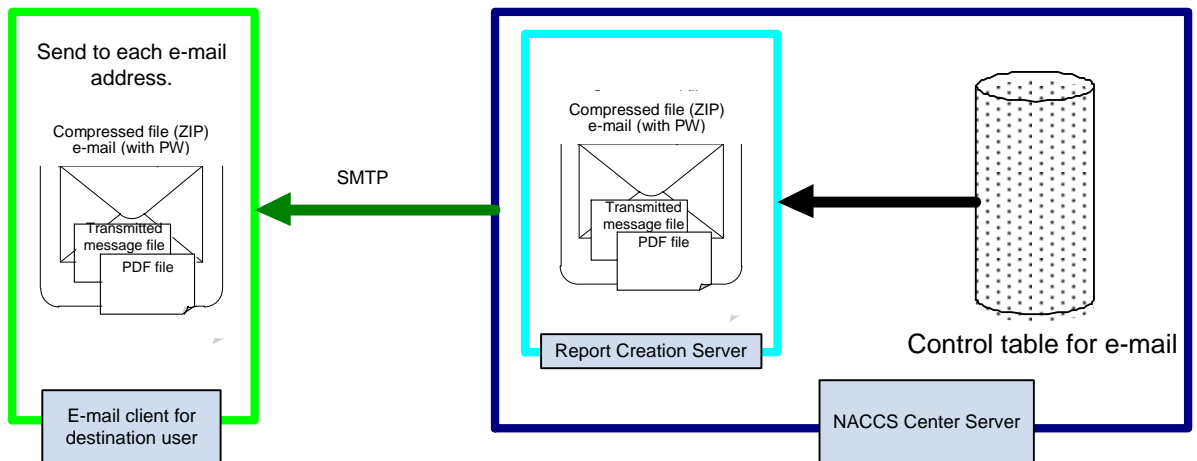 Send to each e-mail
address.
Compressed file (ZIP)
e-mail (with PW)
Transmitted
message file
PDF file
E-mail client for
destination user
SMTP
Compressed file (ZIP)
e-mail (with PW)
Transmitted
message file
PDF file
Report Creation Server
Control table for e-mail
NACCS Center Server